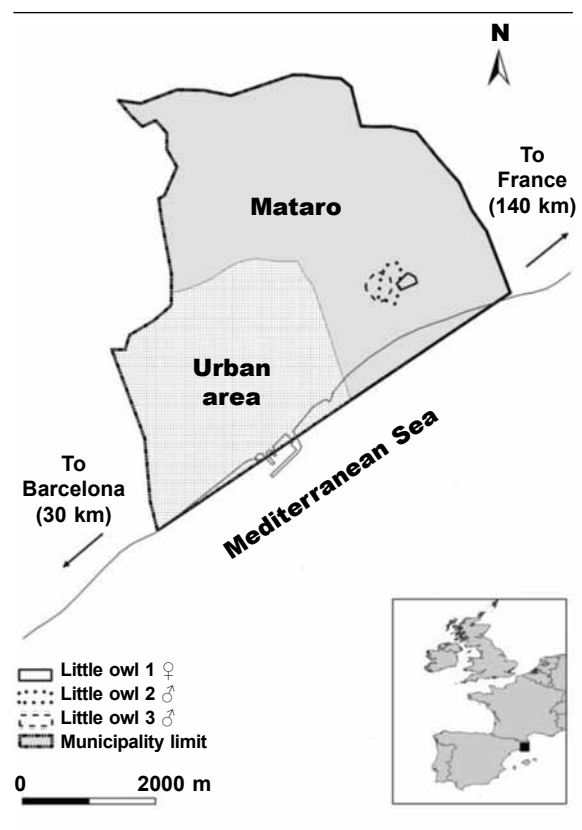 N
To
France
(140 km)
Mataro
Urban
area
To
Barcelona
(30 km)
Mediterranean Sea
Little owl 1 ♀
Little owl 2 ♂
Little owl 3 ♂
Municipality limit
0 2000 m